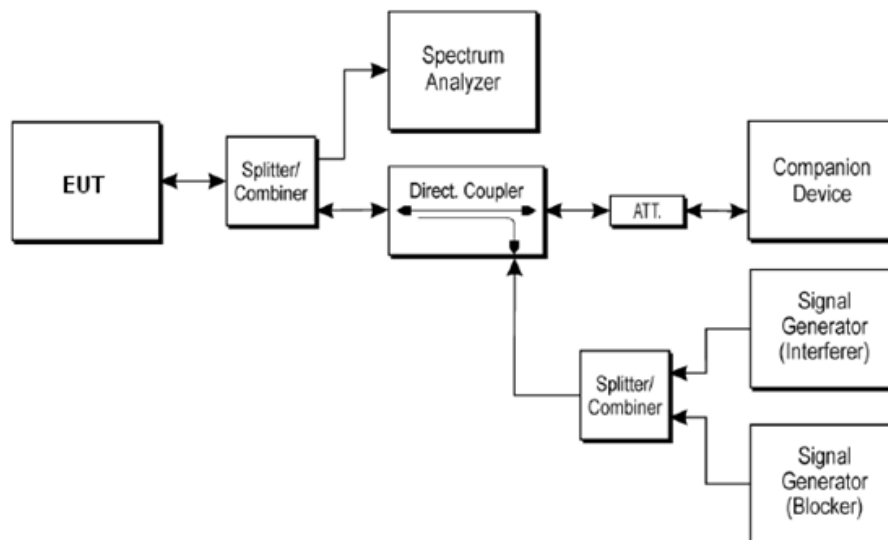 Spectrum
Analyzer
EUT
Splitter/
Combiner
Direct. Coupler
ATT.
Companion
Device
Signal
Generator
(Interferer)
Splitter/
Combiner
Signal
Generator
(Blocker)